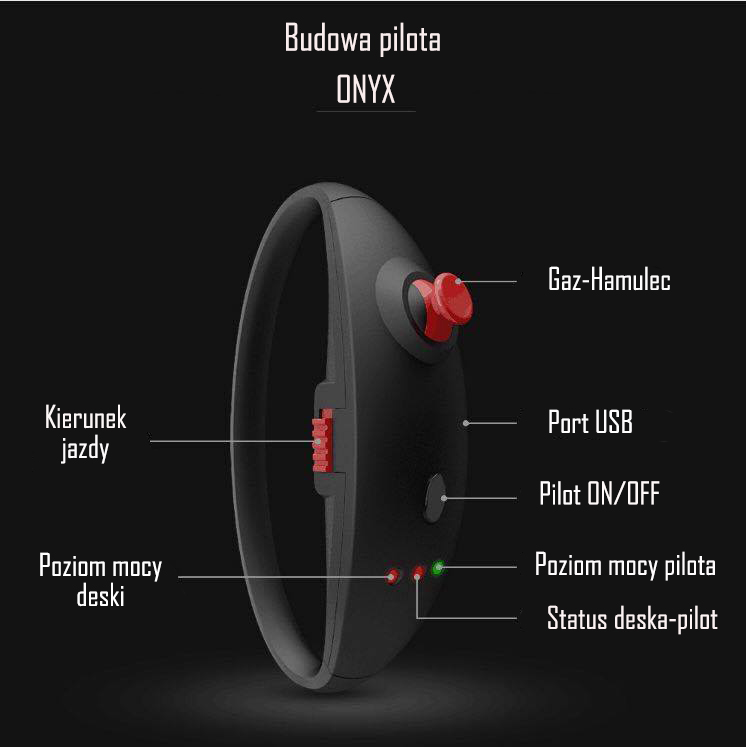 Budowa pilota
ONYX
Gaz-Hamulec
Kierunek
jazdy
Port USB
Pilot ON/OFF
Poziom mocy
deski
Poziom mocy pilota
Status deska-pilot